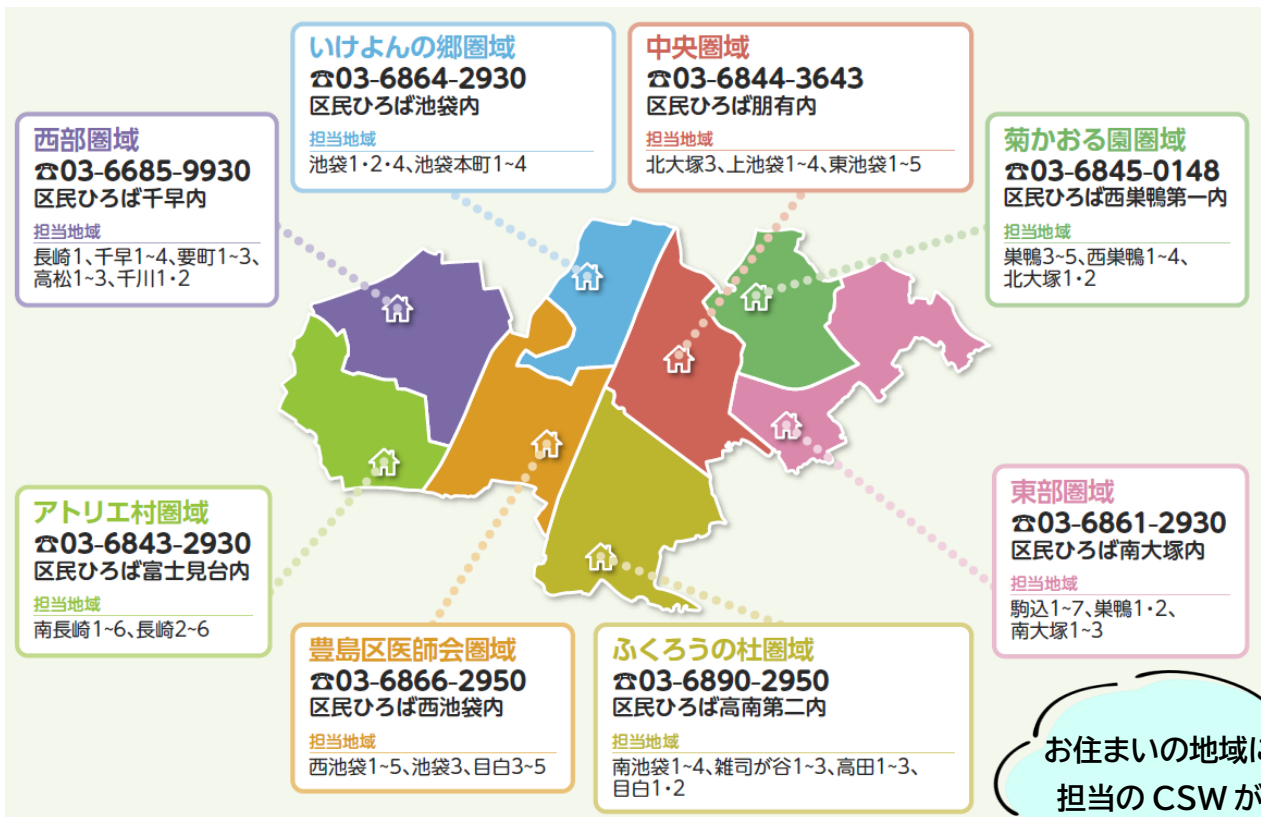 いけよんの郷圏域
☎03-6864-2930
区民ひろば池袋内
担当地域
池袋1・2・4、池袋本町1~4
中央圏域
☎03-6844-3643
区民ひろば朋有内
担当地域
北大塚3、上池袋1~4、東池袋1~5
西部圏域
☎03-6685-9930
区民ひろば千早内
担当地域
長崎1、千早1~4、要町1~3、
高松1~3、千川1・2
菊かおる園圏域
☎03-6845-0148
区民ひろば西巣鴨第一内
担当地域
巣鴨3~5、西巣鴨1~4、
北大塚1・2
アトリエ村圏域
☎03-6843-2930
区民ひろば富士見台内
担当地域
南長崎1~6、長崎2~6
東部圏域
☎03-6861-2930
区民ひろば南大塚内
担当地域
駒込1~7、巣鴨1・2、
南大塚1~3
豊島区医師会圏域
☎03-6866-2950
区民ひろば西池袋内
担当地域
西池袋1~5、池袋3、目白3~5
ふくろうの杜圏域
☎03-6890-2950
区民ひろば高南第二内
担当地域
南池袋1~4、雑司が谷1~3、高田1~3、
目白1・2
お住まいの地域に
担当の CSW が